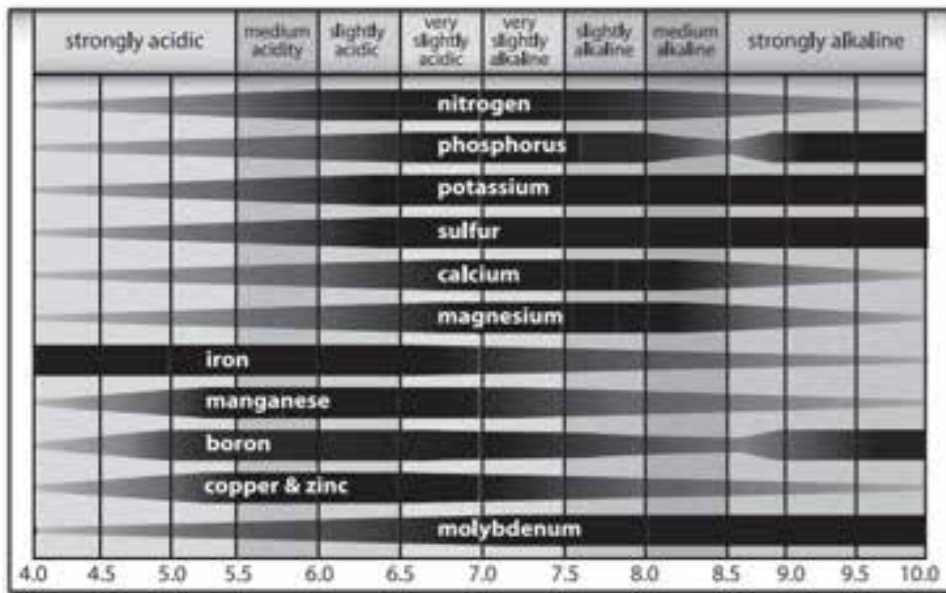 strongly acidic
medium
acidity
slightly
acidic
very
slightly
acidic
very
slightly
alkaline
slightly
alkaline
medium
alkaline
strongly alkaline
nitrogen
phosphorus
potassium
sulfur
calcium
magnesium
iron
manganese
boron
copper & zinc
molybdenum
4.0 4.5 5.0 5.5 6.0 6.5 7.0 7.5 8.0 8.5 9.0 9.5 10.0